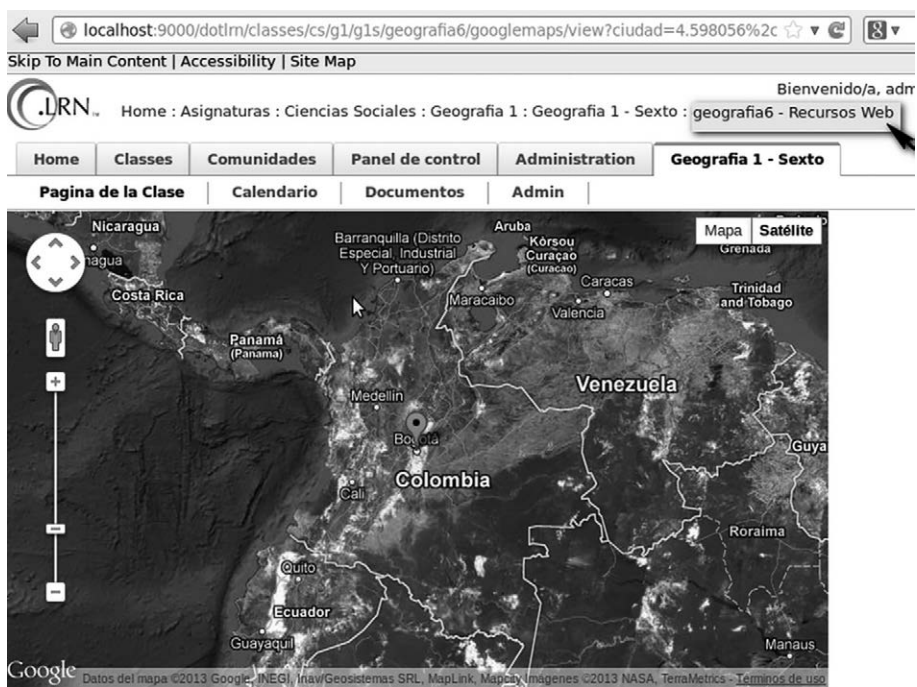 localhost:9000/dotlrn/classes/cs/g1/g1s/geografia6/googlemaps/view?ciudad=4.598056%2c
8
Skip To Main Content | Accessibility | Site Map
Bienvenido/a, adm
.LRN
Home : Asignaturas : Ciencias Sociales : Geografia 1 : Geografia 1 - Sexto : geografia6 - Recursos Web
Home Classes Comunidades Panel de control Administration Geografia 1 - Sexto
Pagina de la Clase Calendario Documentos Admin
Nicaragua
nagua
Costa Rica
Panamá
(Panama)
Barranquilla (Distrito
Especial, Industrial
Y Portuario)
Aruba
Kòrsou
Curaçao
(Curacao)
Mapa Satélite
Grenada
Caracas
Maracaibo
Valencia
Trinidad
and Tobago
Medellin
Venezuela
Bogotá
Guya
Colombia
Cali
Roraima
Quito
Ecuador
Guayaquil
Manaus
Google
Datos del mapa ©2013 Google, INEGI, Inav/Geosistemas SRL, MapLink, Mapcity Imágenes ©2013 NASA, TerraMetrics - Términos de uso